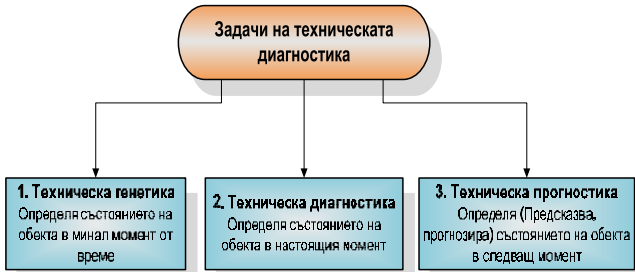 Задачи на техническата
диагностика
1. Техническа генетика
Определя състоянието на
обекта в минал момент от
време
2. Техническа диагностика
Определя състоянието на
обекта в настоящия момент
3. Техническа прогностика
Определя (Предсказва,
прогнозира) състоянието на обекта
в следващ момент